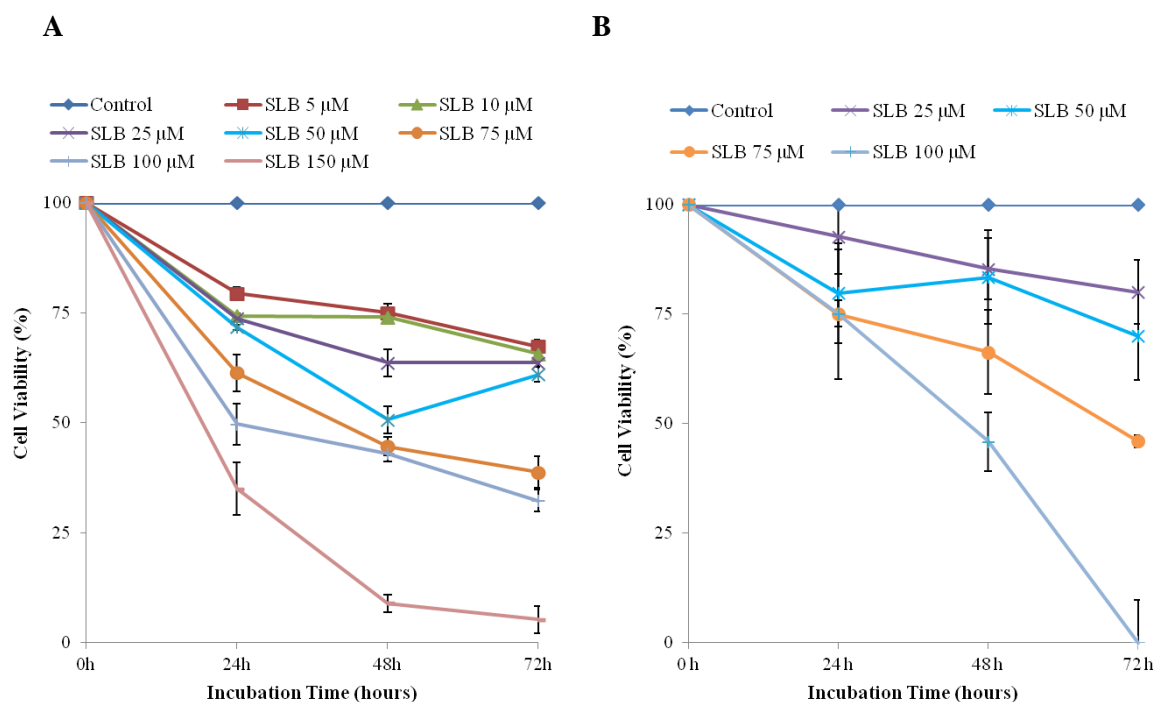 A
Control SLB 5 µM SLB 10 µM
SLB 25 µM SLB 50 µM SLB 75 µM
SLB 100 µM SLB 150 µM
Cell Viability (%)
100
75
50
25
0
0h 24h 48h 72h
Incubation Time (hours)
B
Control SLB 25 µM SLB 50 µM
SLB 75 µM SLB 100 µM
Cell Viability (%)
100
75
50
25
0
0 h 24 h 48 h 72 h
Incubation Time (hours)